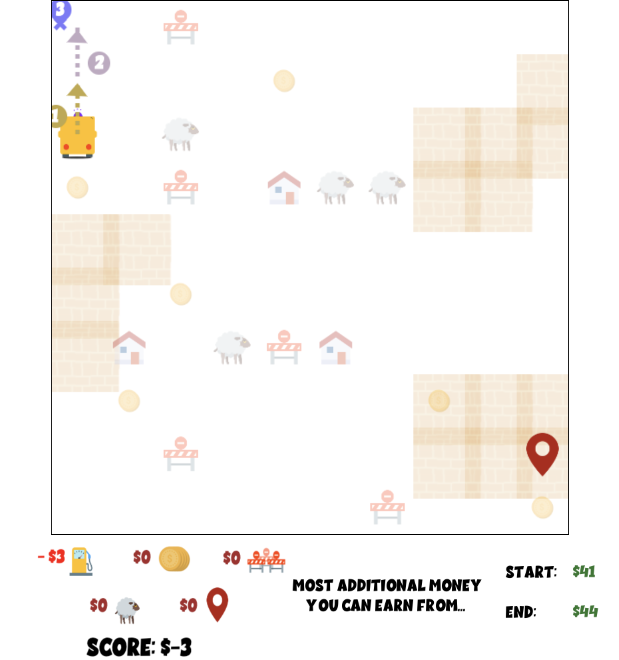 3
2
1
- $3
$0
$0
$0
$0
SCORE: $-3
MOST ADDITIONAL MONEY
YOU CAN EARN FROM...
START: $41
END: $44